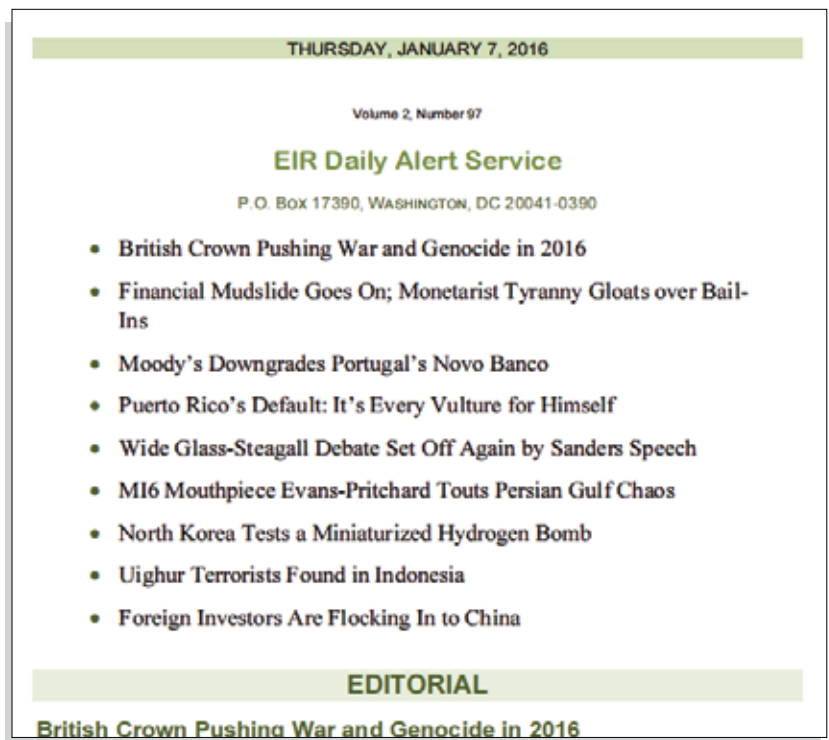 THURSDAY, JANUARY 7, 2016
Volume 2, Number 97
EIR Daily Alert Service
P.O. BOX 17390, WASHINGTON, DC 20041-0390
• British Crown Pushing War and Genocide in 2016
• Financial Mudslide Goes On; Monetarist Tyranny Gloats over Bail-
Ins
• Moody’s Downgrades Portugal’s Novo Banco
• Puerto Rico’s Default: It’s Every Vulture for Himself
• Wide Glass-Steagall Debate Set Off Again by Sanders Speech
• MI6 Mouthpiece Evans-Pritchard Touts Persian Gulf Chaos
• North Korea Tests a Miniaturized Hydrogen Bomb
• Uighur Terrorists Found in Indonesia
• Foreign Investors Are Flocking In to China
EDITORIAL
British Crown Pushing War and Genocide in 2016